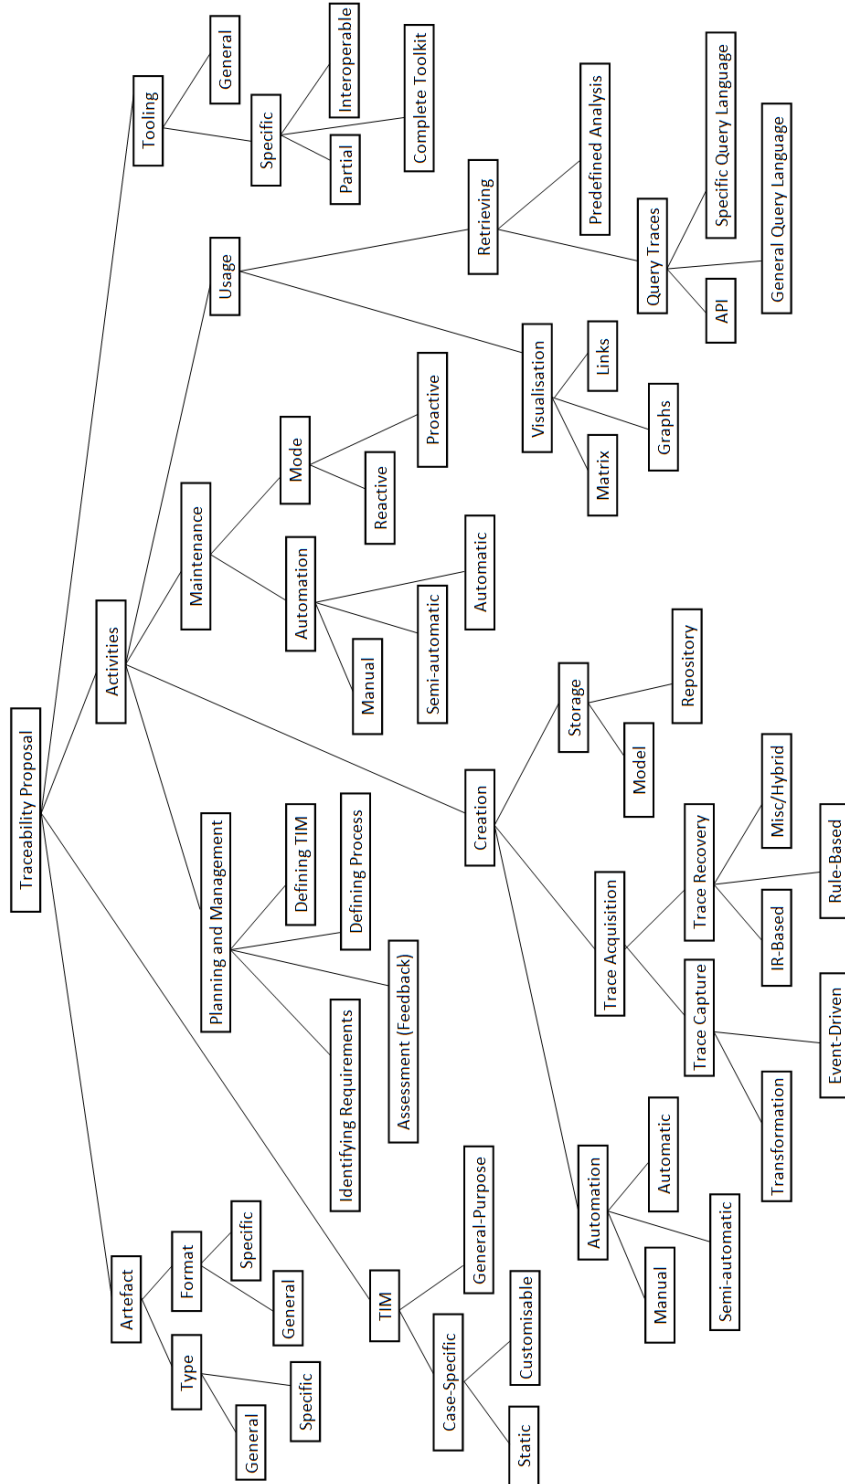 Traceability Proposal
Artefact
Type
General
Specific
Format
General
Specific
TIM
Case-Specific
Static
Customisable
General-Purpose
Activities
Planning and Management
Identifying Requirements
Assessment (Feedback)
Defining Process
Defining TIM
Creation
Automation
Manual
Semi-automatic
Automatic
Trace Acquisition
Trace Capture
Transformation
Event-Driven
Trace Recovery
IR-Based
Rule-Based
Misc/Hybrid
Storage
Model
Repository
Maintenance
Automation
Manual
Semi-automatic
Automatic
Mode
Reactive
Proactive
Usage
Visualisation
Matrix
Graphs
Links
Retrieving
Query Traces
API
General Query Language
Specific Query Language
Predefined Analysis
Tooling
Specific
Partial
Complete Toolkit
Interoperable
General